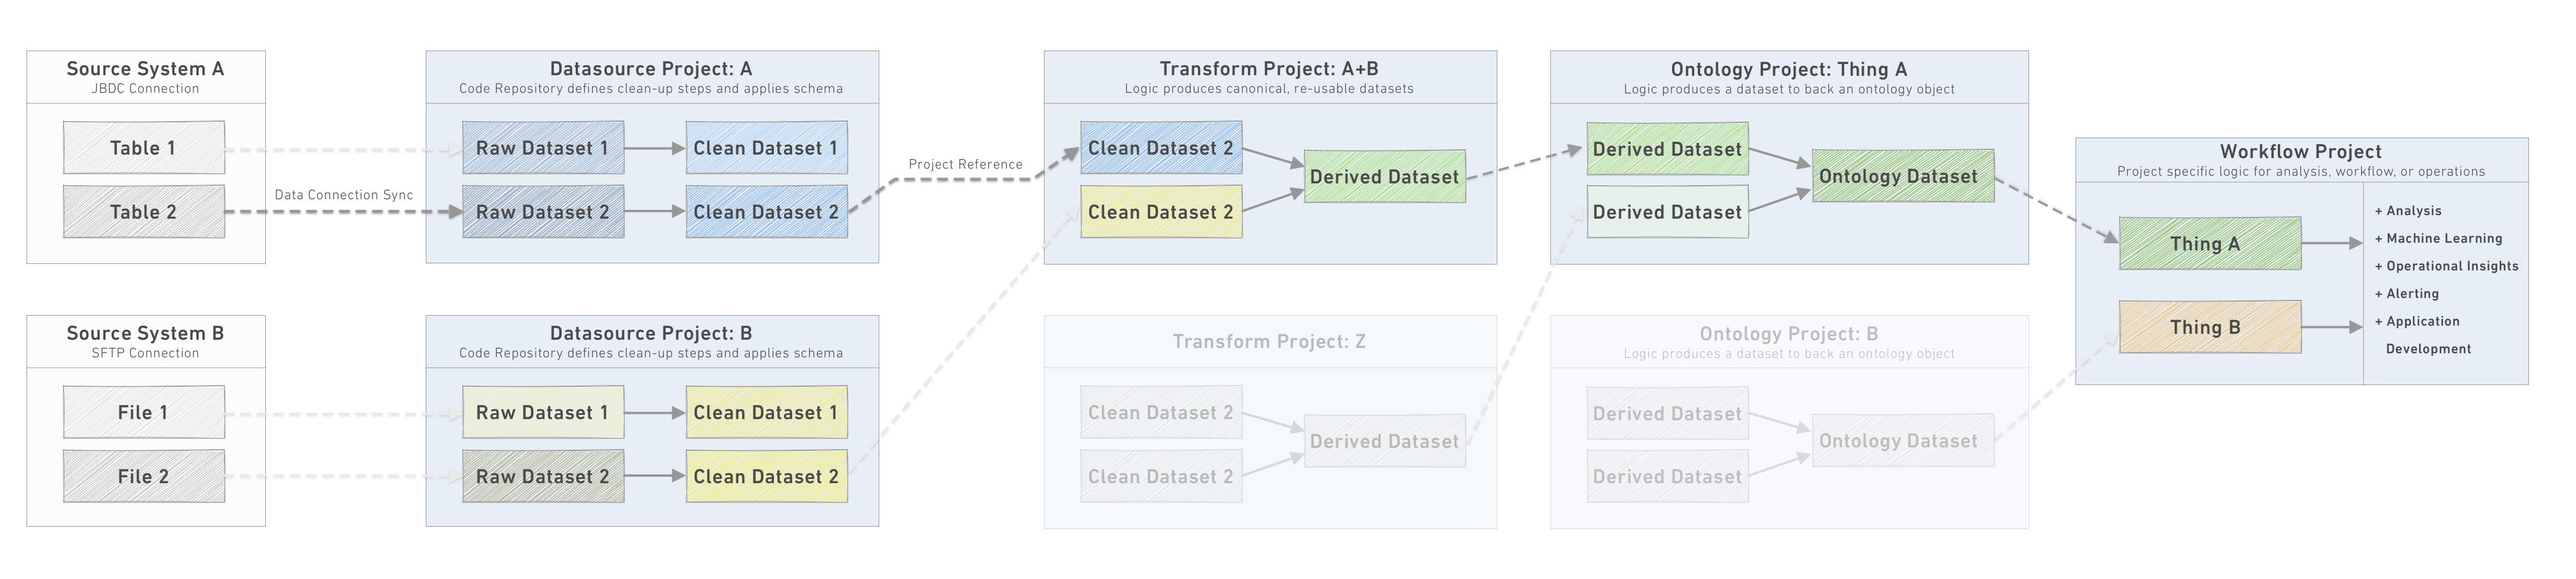 Source System A
JBDC Connection
Table 1
Table 2
Data Connection Sync
Datasource Project: A
Code Repository defines clean-up steps and applies schema
Raw Dataset 1
Clean Dataset 1
Raw Dataset 2
Clean Dataset 2
Project Reference
Transform Project: A+B
Logic produces canonical, re-usable datasets
Clean Dataset 2
Clean Dataset 2
Derived Dataset
Ontology Project: Thing A
Logic produces a dataset to back an ontology object
Derived Dataset
Derived Dataset
Ontology Dataset
Workflow Project
Project specific logic for analysis, workflow, or operations
Thing A
Thing B
+ Analysis
+ Machine Learning
+ Operational Insights
+ Alerting
+ Application
Development
Source System B
SFTP Connection
File 1
File 2
Datasource Project: B
Code Repository defines clean-up steps and applies schema
Raw Dataset 1
Clean Dataset 1
Raw Dataset 2
Clean Dataset 2
Transform Project: Z
Clean Dataset 2
Clean Dataset 2
Derived Dataset
Ontology Project: B
Logic produces a dataset to back an ontology object
Derived Dataset
Derived Dataset
Ontology Dataset